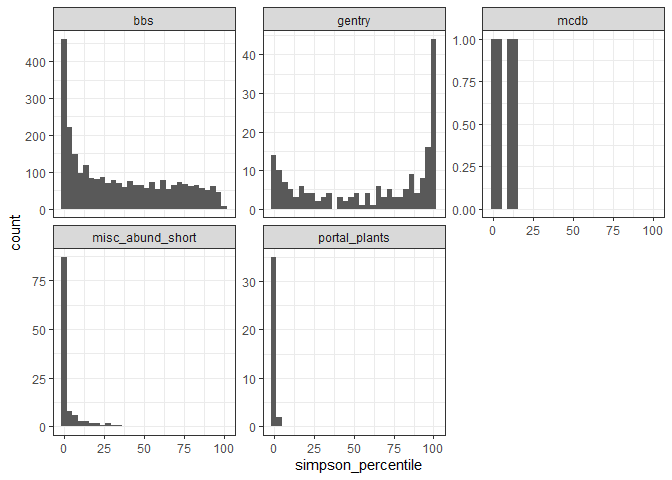 bbs
gentry
mcdb
400
300
200
100
0
40
30
20
10
0
1.00
0.75
0.50
0.25
0.00
0 25 50 75 100
count
misc_abund_short
portal_plants
75
50
25
0
30
20
10
0
0 25 50 75 100
0 25 50 75 100
simpson_percentile